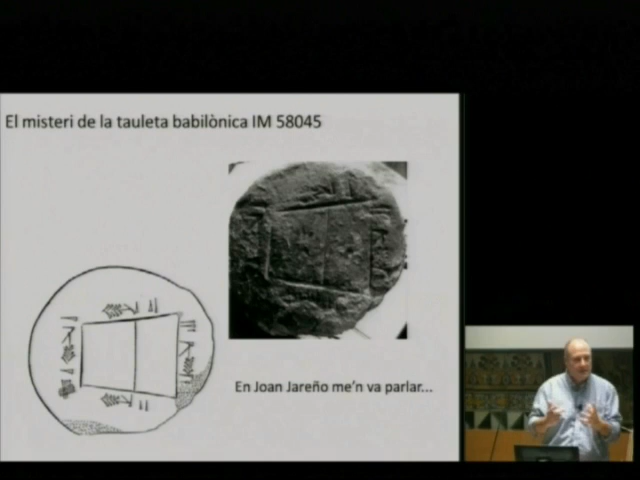 El misteri de la tauleta babilònica IM 58045
En Joan Jareño me'n va parlar...